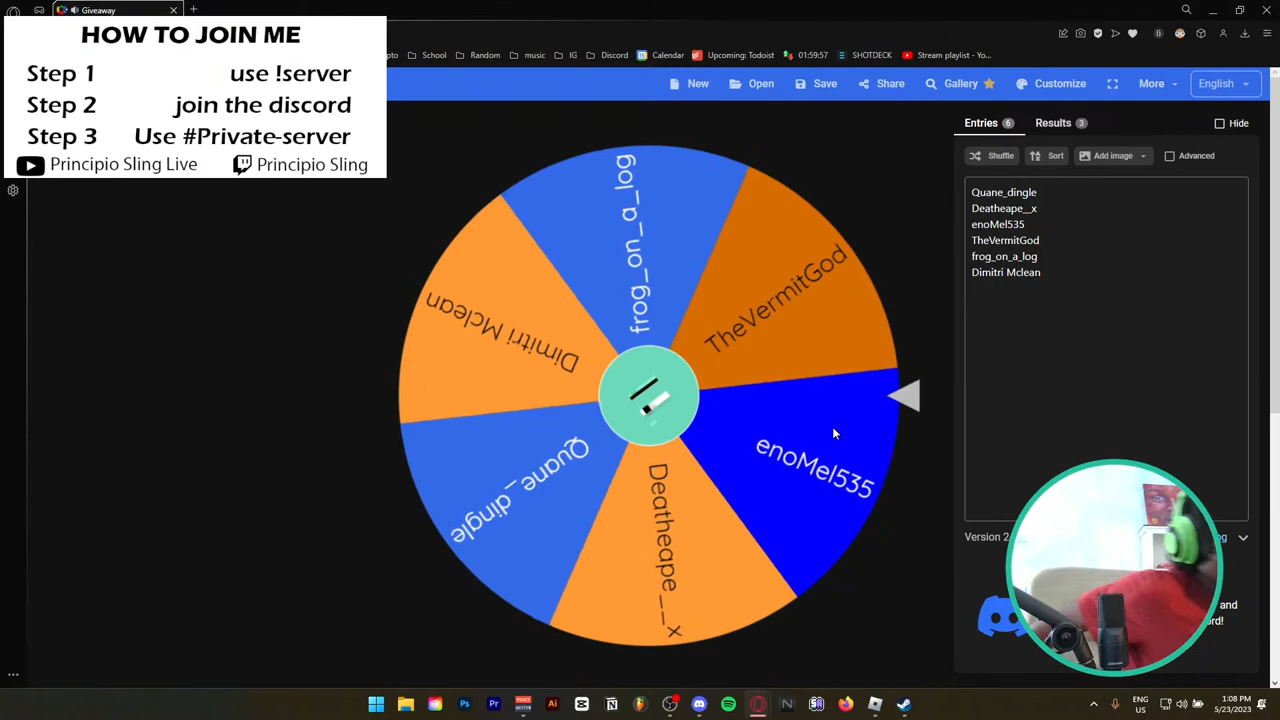 Giveaway
HOW TO JOIN ME
Step 1 use !server
Step 2 join the discord
Step 3 Use #Private-server
Principio Sling Live Principio Sling
School Random music IG Discord Calendar Upcoming: Todoist 01:59:57 SHOTDECK Stream playlist - Yo...
New Open Save Share Gallery Customize More English
Entries 6 Results 3 Hide
Shuffle Sort Add image Advanced
Quane_dingle
Deatheape__x
enoMel535
TheVermitGod
frog_on_a_log
Dimitri Mclean
frog_on_a_log
TheVermitGod
Dimitri Mclean
enoMel535
Quane_dingle
Deatheape__x
and
ENG
US
1:08 PM
5/23/2023